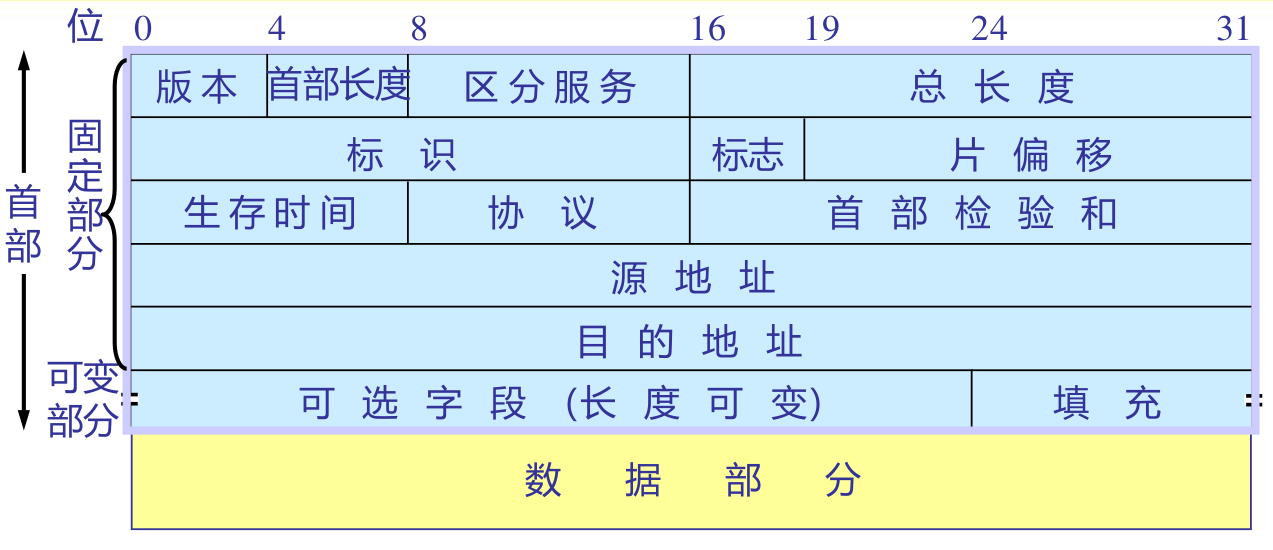 位 0 4 8 16 19 24 31
版本 首部长度 区分服务 总长度
标识 标志 片偏移
生存时间 协议 首部检验和
源地址
目的地址
可选字段 (长度可变) 填充
数据部分
首部
固定部分
可变
部分